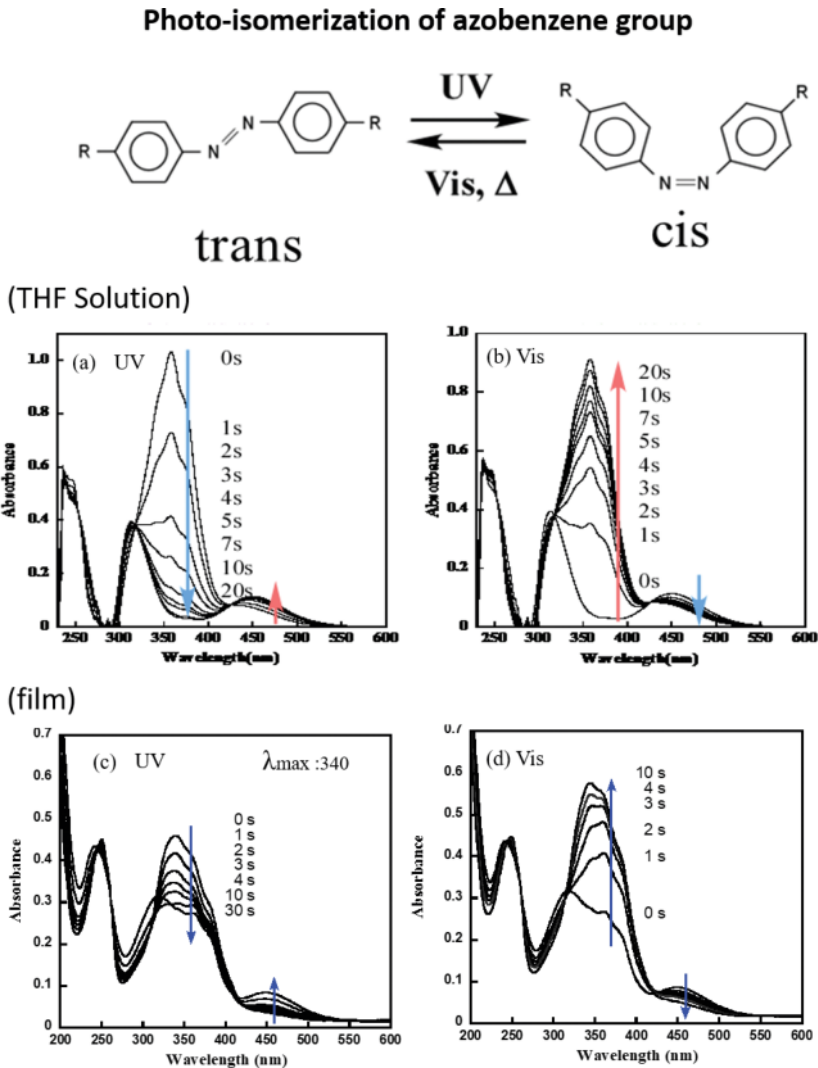 Photo-isomerization of azobenzene group
R
N
N
R
UV
Vis, Δ
R
N
N
R
trans
cis
(THF Solution)
(a) UV
0s
1s
2s
3s
4s
5s
7s
10s
20s
1.0
0.8
0.6
0.4
0.2
0
250 300 350 400 450 500 550 600
Absorbance
Wavelength(nm)
(b) Vis
20s
10s
7s
5s
4s
3s
2s
1s
0s
1.0
0.8
0.6
0.4
0.2
0
250 300 350 400 450 500 550 600
Absorbance
Wavelength(nm)
(film)
(c) UV
λmax :340
0 s
1 s
2 s
3 s
4 s
10 s
30 s
0.7
0.6
0.5
0.4
0.3
0.2
0.1
0
200 250 300 350 400 450 500 550 600
Absorbance
Wavelength (nm)
(d) Vis
10 s
4 s
3 s
2 s
1 s
0 s
0.7
0.6
0.5
0.4
0.3
0.2
0.1
0
200 250 300 350 400 450 500 550 600
Absorbance
Wavelength (nm)